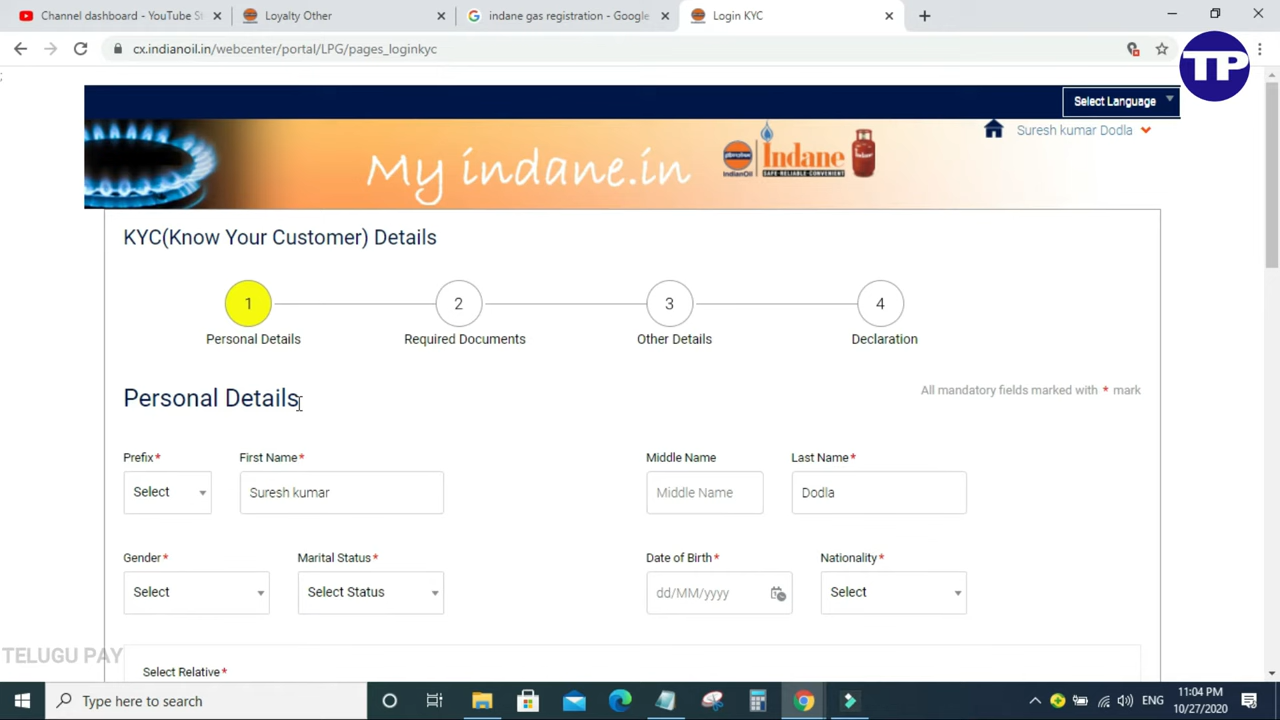 Channel dashboard - YouTube St
Loyalty Other
indane gas registration - Google
Login KYC
cx.indianoil.in/webcenter/portal/LPG/pages_loginkyc
TP
Select Language
My indane.in
IndianOil
Indane
SAFE • RELIABLE • CONVENIENT
Suresh kumar Dodla
KYC(Know Your Customer) Details
1
2
3
4
Personal Details
Required Documents
Other Details
Declaration
Personal Details
All mandatory fields marked with * mark
Prefix*
First Name*
Middle Name
Last Name*
Select
Suresh kumar
Middle Name
Dodla
Gender*
Marital Status*
Date of Birth*
Nationality*
Select
Select Status
dd/MM/yyyy
Select
TELUGU PAY
Select Relative*
Type here to search
ENG
11:04 PM
10/27/2020